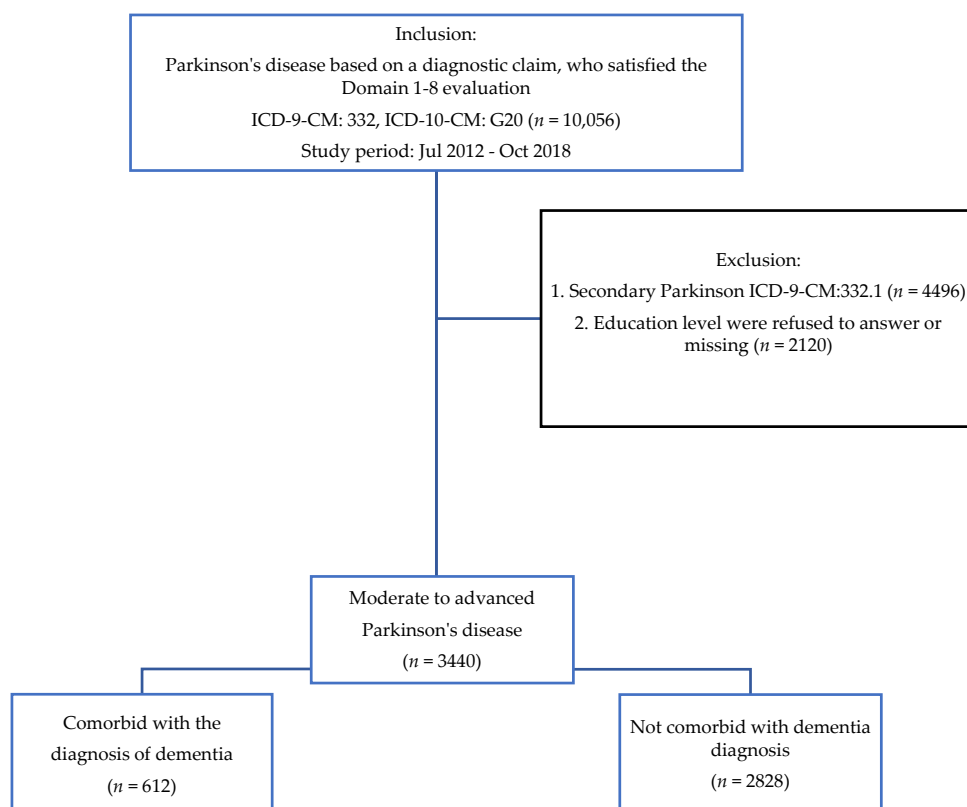 Inclusion:
Parkinson's disease based on a diagnostic claim, who satisfied the
Domain 1-8 evaluation
ICD-9-CM: 332, ICD-10-CM: G20 (n = 10,056)
Study period: Jul 2012 - Oct 2018
Exclusion:
1. Secondary Parkinson ICD-9-CM:332.1 (n = 4496)
2. Education level were refused to answer or
missing (n = 2120)
Moderate to advanced
Parkinson's disease
(n = 3440)
Comorbid with the
diagnosis of dementia
(n = 612)
Not comorbid with dementia
diagnosis
(n = 2828)